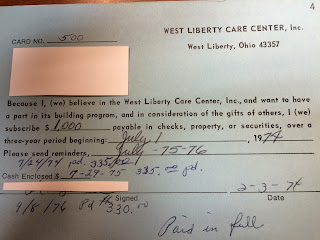 4
WEST LIBERTY CARE CENTER, Inc.
CARD NO. 500
West Liberty, Ohio 43357
Because I, (we) believe in the West Liberty Care Center, Inc., and want to have
a part in its building program, and in consideration of the gifts of others, I (we)
subscribe $ 1,000 payable in checks, property, or securities, over a
three-year period beginning: July 1 1974
Please send reminders, July - 75-76
7/24/74 pd. 335.
Cash Enclosed $ 7-29-75 335.00 pd.
2-3-74
Signed Date
4/8/76 Pd 330.00
Paid in full